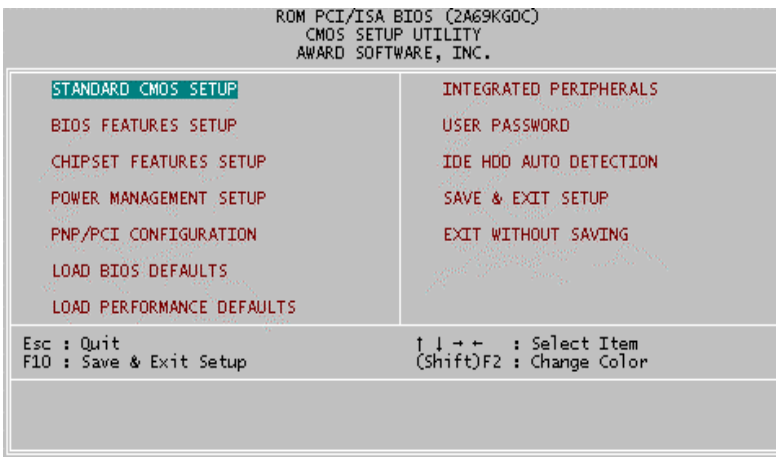 ROM PCI/ISA BIOS (2A69KGOC)
CMOS SETUP UTILITY
AWARD SOFTWARE, INC.
STANDARD CMOS SETUP
BIOS FEATURES SETUP
CHIPSET FEATURES SETUP
POWER MANAGEMENT SETUP
PNP/PCI CONFIGURATION
LOAD BIOS DEFAULTS
LOAD PERFORMANCE DEFAULTS
INTEGRATED PERIPHERALS
USER PASSWORD
IDE HDD AUTO DETECTION
SAVE & EXIT SETUP
EXIT WITHOUT SAVING
Esc : Quit
F10 : Save & Exit Setup
↑ ↓ → ← : Select Item
(Shift)F2 : Change Color